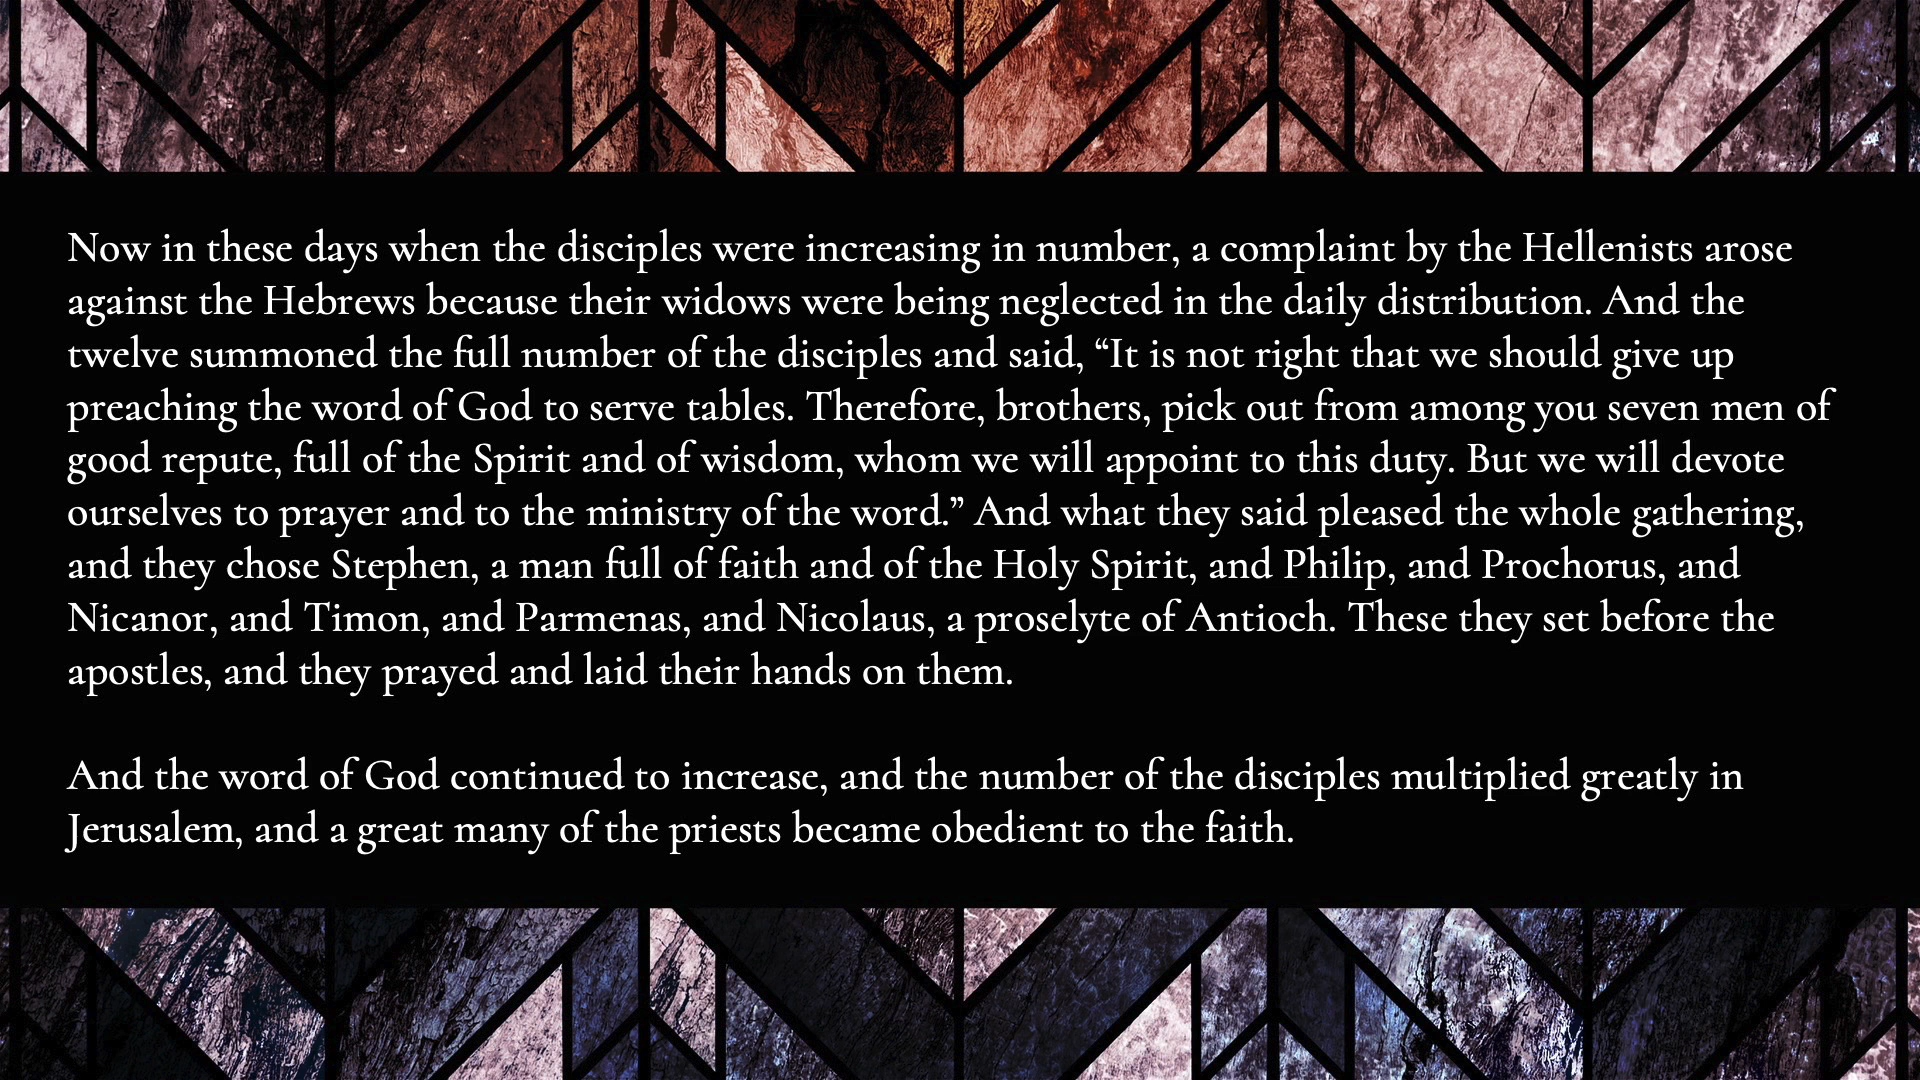 Now in these days when the disciples were increasing in number, a complaint by the Hellenists arose
against the Hebrews because their widows were being neglected in the daily distribution. And the
twelve summoned the full number of the disciples and said, “It is not right that we should give up
preaching the word of God to serve tables. Therefore, brothers, pick out from among you seven men of
good repute, full of the Spirit and of wisdom, whom we will appoint to this duty. But we will devote
ourselves to prayer and to the ministry of the word.” And what they said pleased the whole gathering,
and they chose Stephen, a man full of faith and of the Holy Spirit, and Philip, and Prochorus, and
Nicanor, and Timon, and Parmenas, and Nicolaus, a proselyte of Antioch. These they set before the
apostles, and they prayed and laid their hands on them.
And the word of God continued to increase, and the number of the disciples multiplied greatly in
Jerusalem, and a great many of the priests became obedient to the faith.